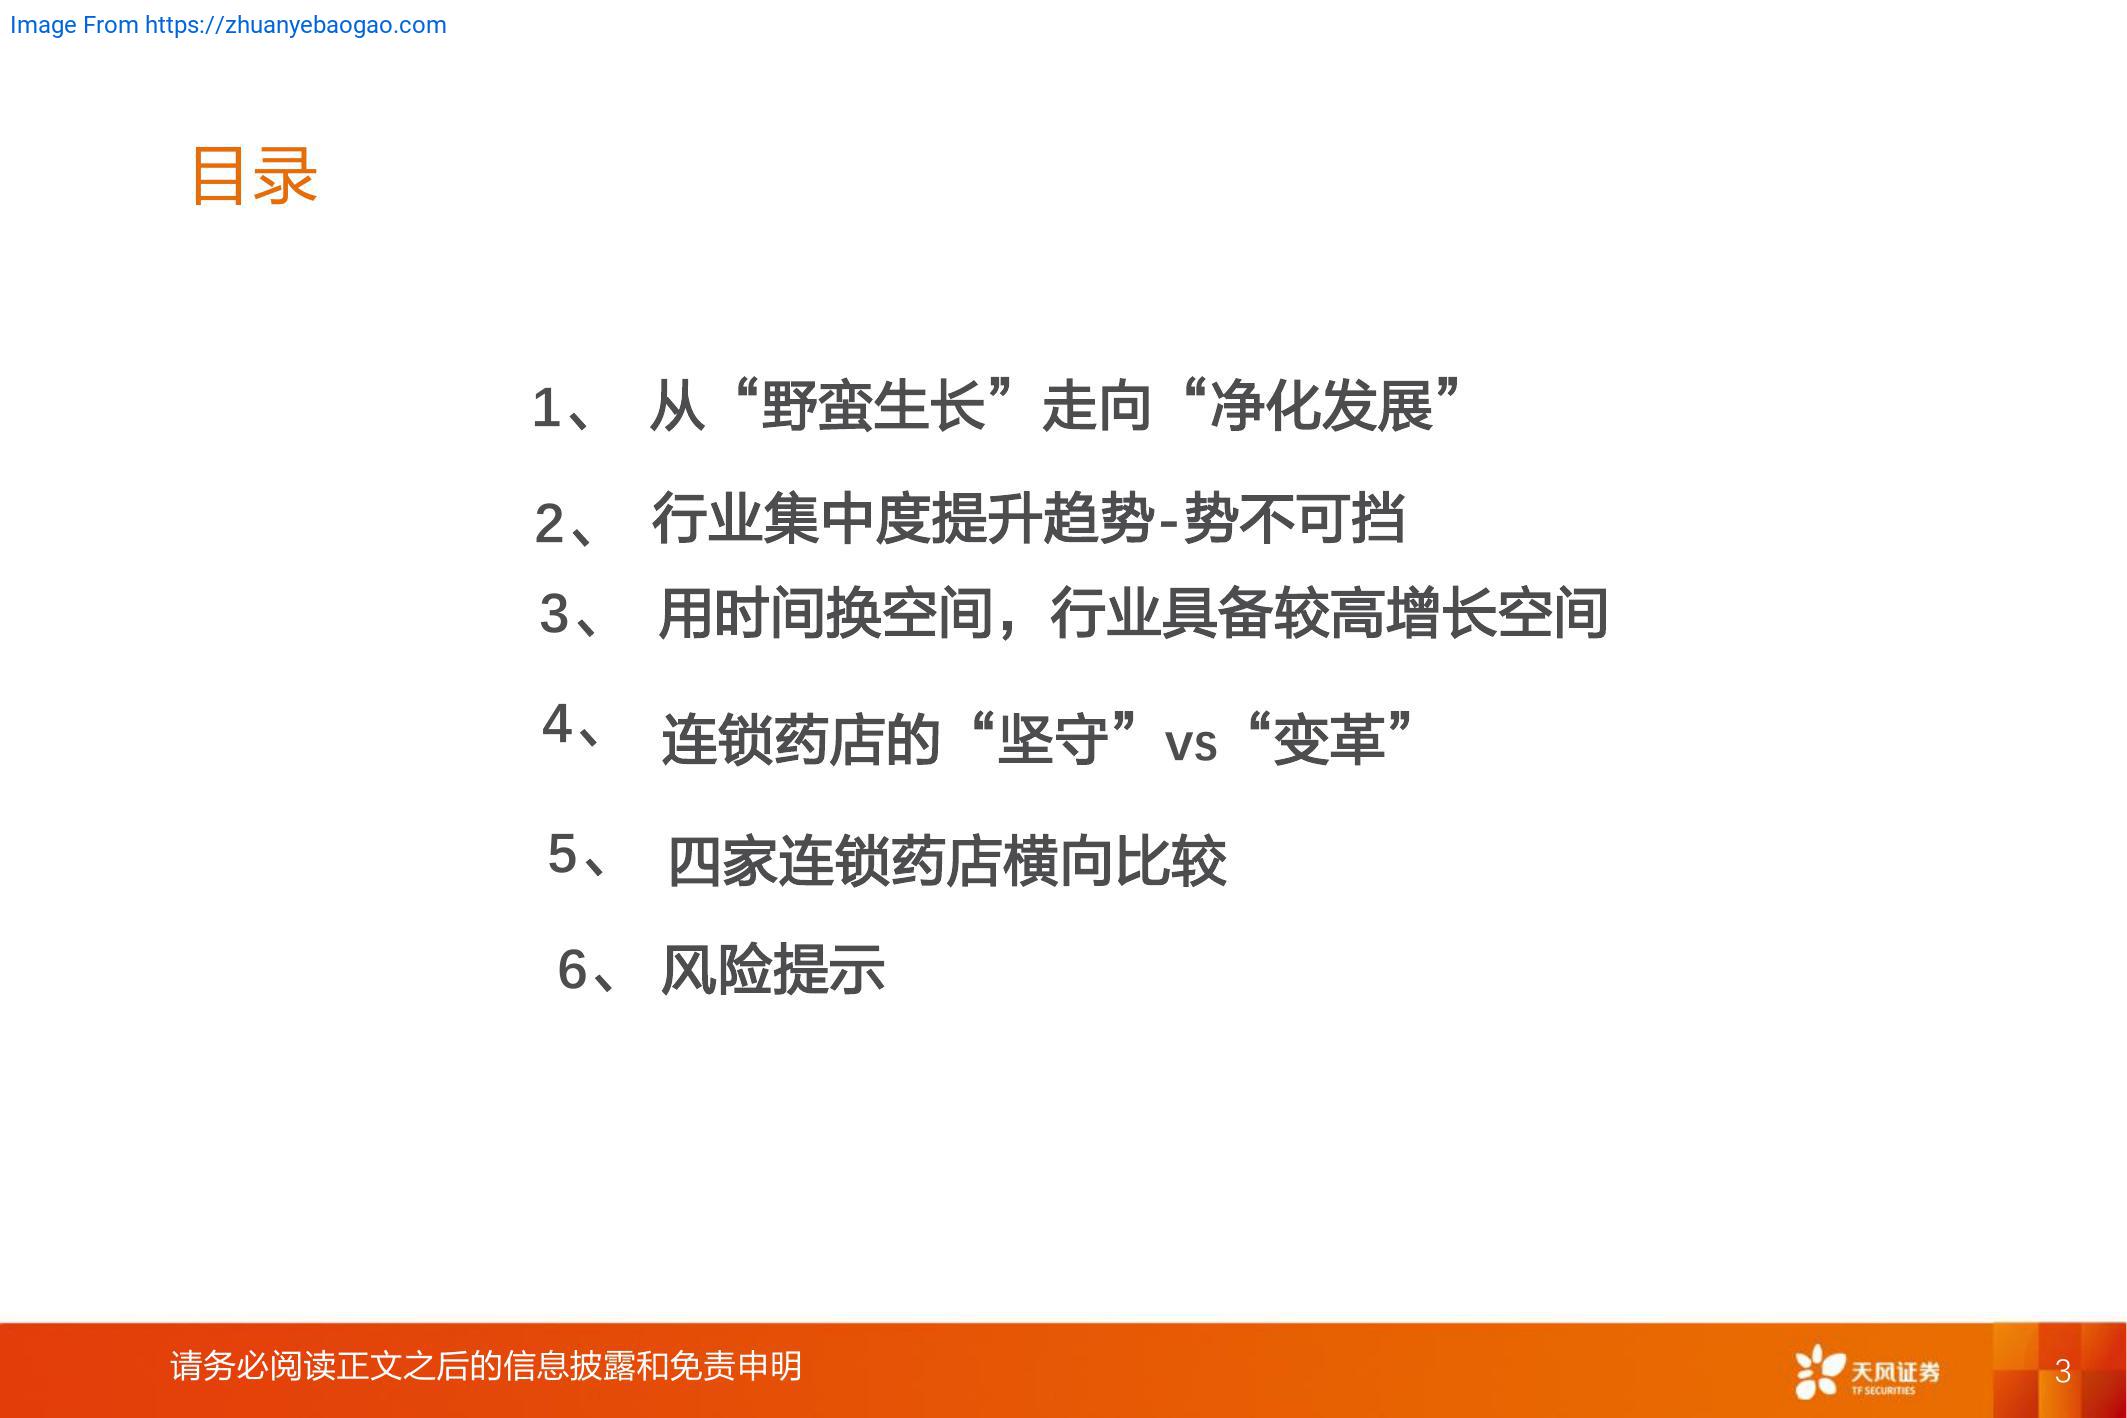 Image From https://zhuanyebaogao.com
目录
1、 从“野蛮生长”走向“净化发展”
2、 行业集中度提升趋势-势不可挡
3、 用时间换空间，行业具备较高增长空间
4、 连锁药店的“坚守”vs“变革”
5、 四家连锁药店横向比较
6、 风险提示
请务必阅读正文之后的信息披露和免责申明
天风证券
TF SECURITIES
3